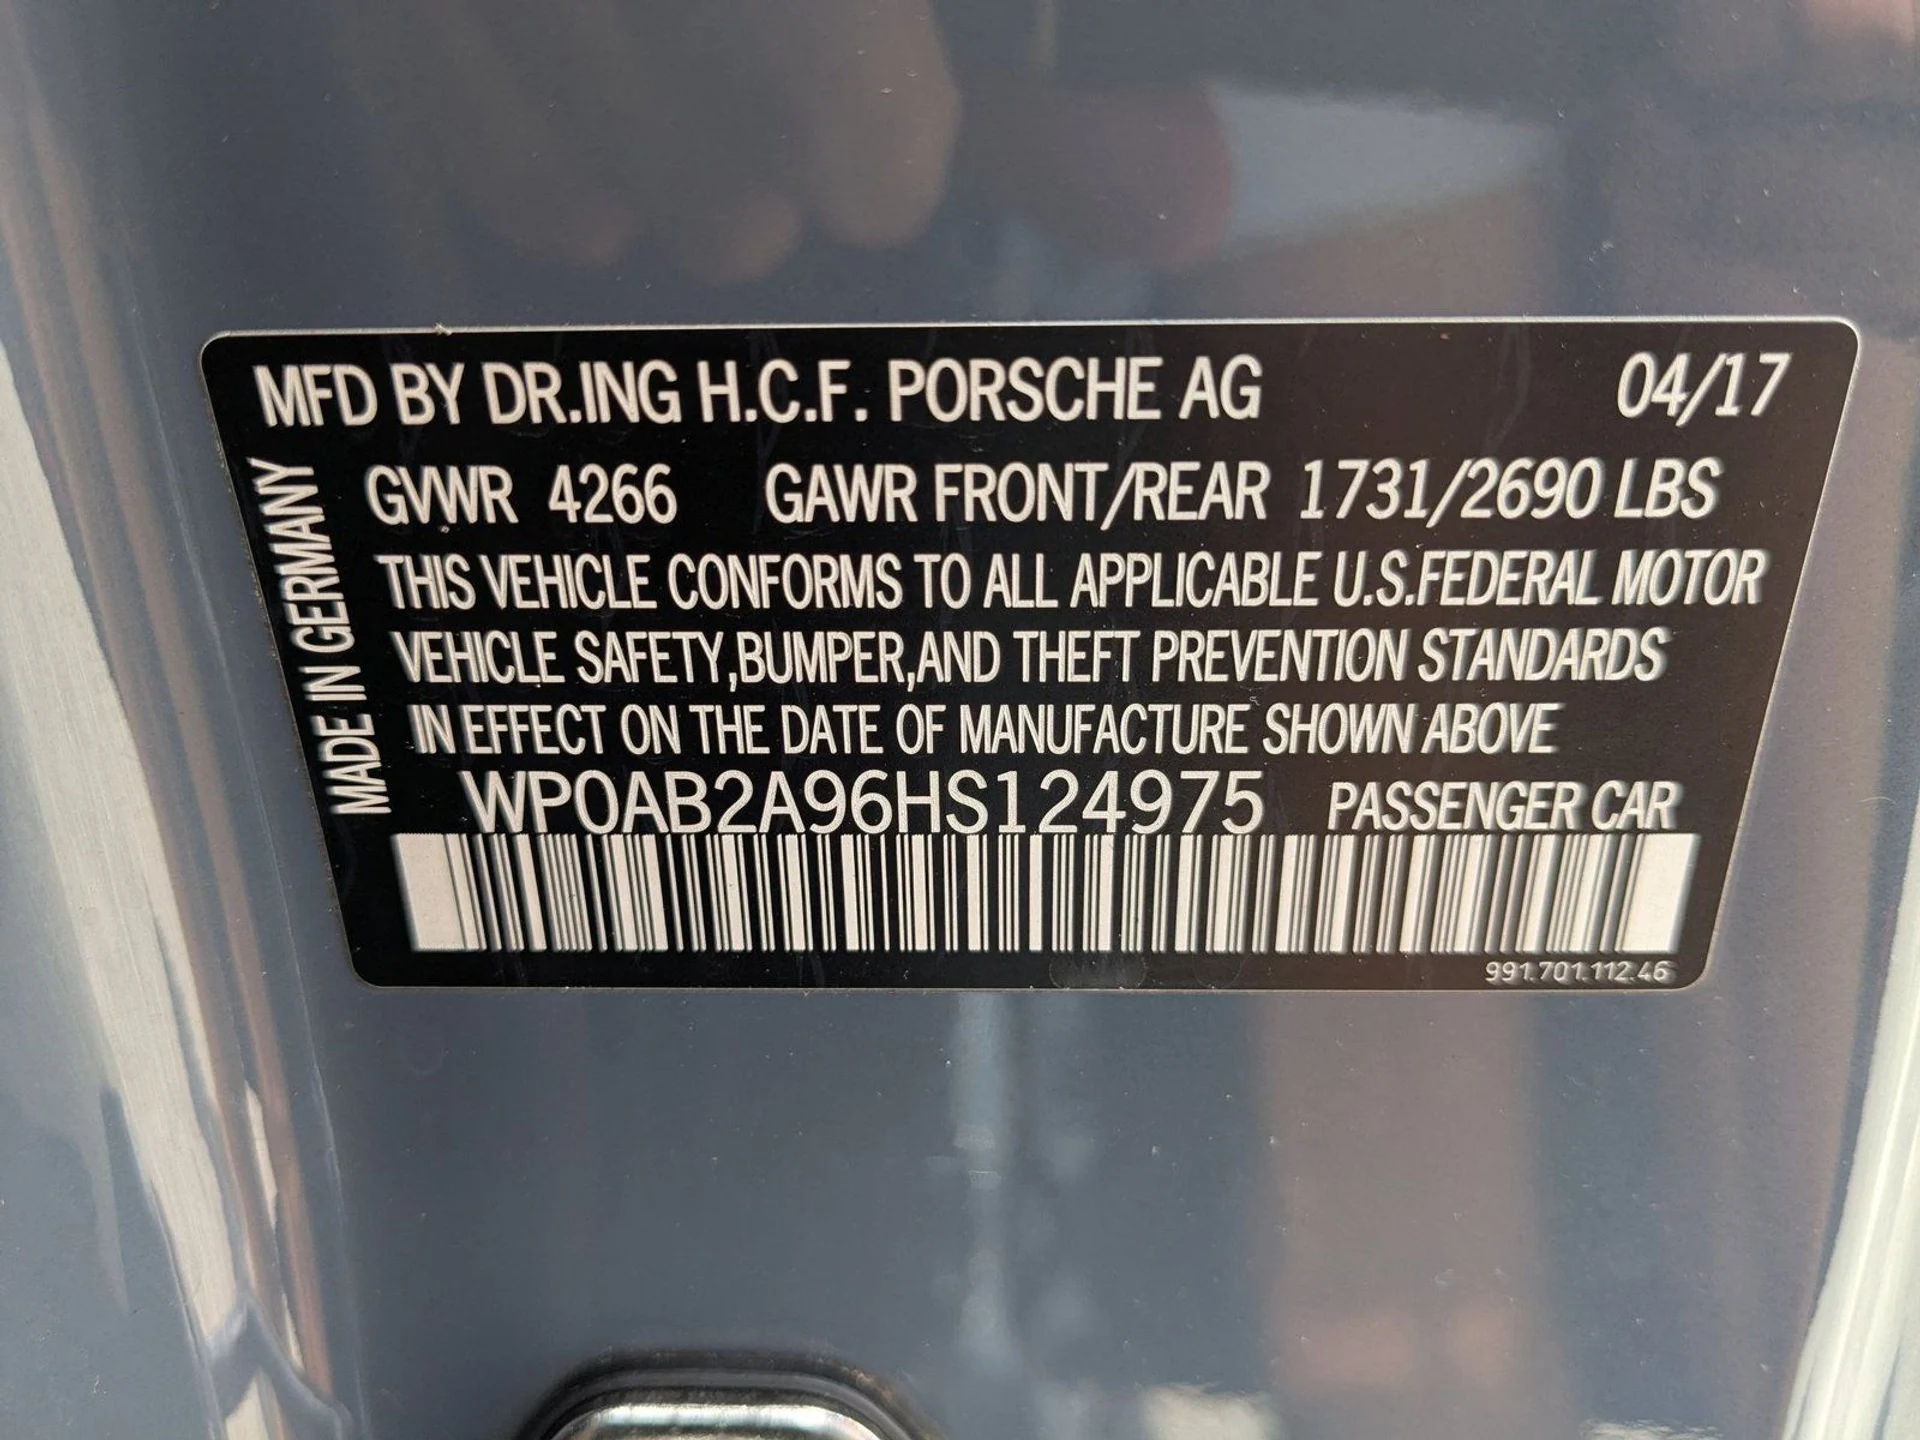 MFD BY DR.ING H.C.F. PORSCHE AG 04/17
GVWR 4266 GAWR FRONT/REAR 1731/2690 LBS
THIS VEHICLE CONFORMS TO ALL APPLICABLE U.S.FEDERAL MOTOR
VEHICLE SAFETY,BUMPER,AND THEFT PREVENTION STANDARDS
IN EFFECT ON THE DATE OF MANUFACTURE SHOWN ABOVE
WP0AB2A96HS124975 PASSENGER CAR
991.701.112.46
MADE IN GERMANY